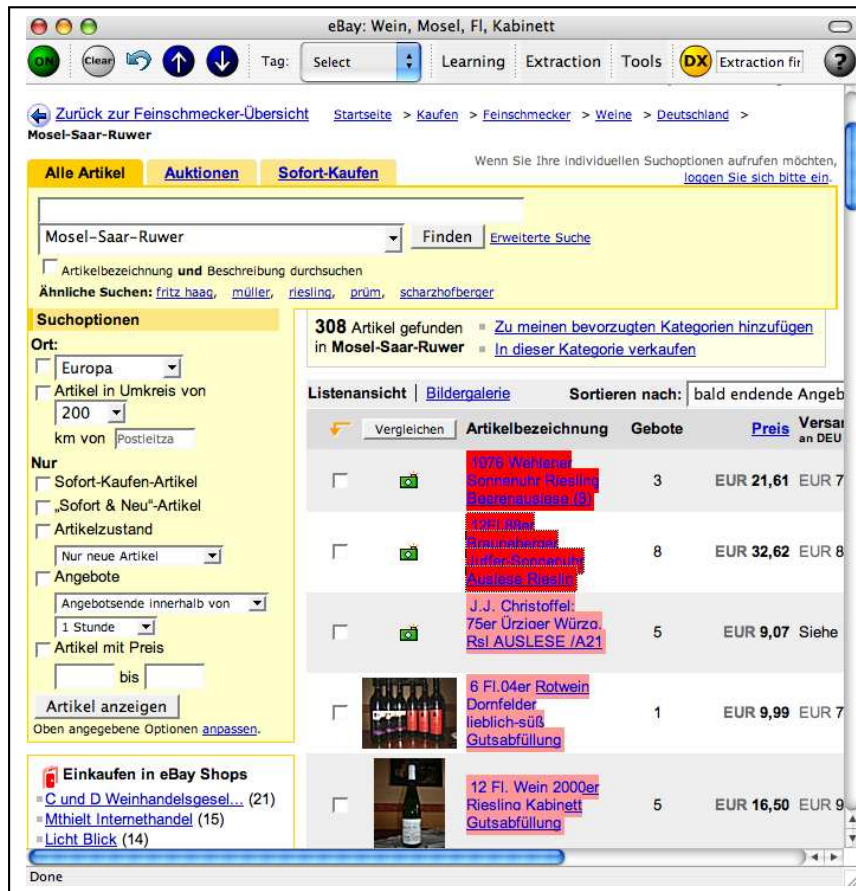 eBay: Wein, Mosel, Fl, Kabinett
ON Clear Tag: Select Learning Extraction Tools DX Extraction fir ?
Zurück zur Feinschmecker-Übersicht Startseite > Kaufen > Feinschmecker > Weine > Deutschland >
Mosel-Saar-Ruwer
Wenn Sie Ihre individuellen Suchoptionen aufrufen möchten,
loggen Sie sich bitte ein.
Alle Artikel Auktionen Sofort-Kaufen
Mosel-Saar-Ruwer Finden Erweiterte Suche
Artikelbezeichnung und Beschreibung durchsuchen
Ähnliche Suchen: fritz haag, müller, riesling, prüm, scharzhofberger
Suchoptionen
Ort:
Europa
Artikel in Umkreis von
200
km von Postleitza
Nur
Sofort-Kaufen-Artikel
„Sofort & Neu"-Artikel
Artikelzustand
Nur neue Artikel
Angebote
Angebotsende innerhalb von
1 Stunde
Artikel mit Preis
bis
Artikel anzeigen
Oben angegebene Optionen anpassen.
Einkaufen in eBay Shops
C und D Weinhandelsgesel... (21)
Mthielt Internethandel (15)
Licht Blick (14)
308 Artikel gefunden
in Mosel-Saar-Ruwer
Zu meinen bevorzugten Kategorien hinzufügen
In dieser Kategorie verkaufen
Listenansicht | Bildergalerie Sortieren nach: bald endende Angeb
Vergleichen Artikelbezeichnung Gebote Preis Versan
an DEU
1976 Wehlener
Sonnenuhr Riesling 3 EUR 21,61 EUR 7
Beerenauslese (9)
12Fl.88er
Brauneberger 8 EUR 32,62 EUR 8
Juffer-Sonnenuhr
Auslese Rieslin
J.J. Christoffel:
75er Ürziger Würzg. 5 EUR 9,07 Siehe
Rsl AUSLESE /A21
6 Fl.04er Rotwein
Dornfelder 1 EUR 9,99 EUR 7
lieblich-süß
Gutsabfüllung
12 Fl. Wein 2000er
Riesling Kabinett 5 EUR 16,50 EUR 9
Gutsabfüllung
Done